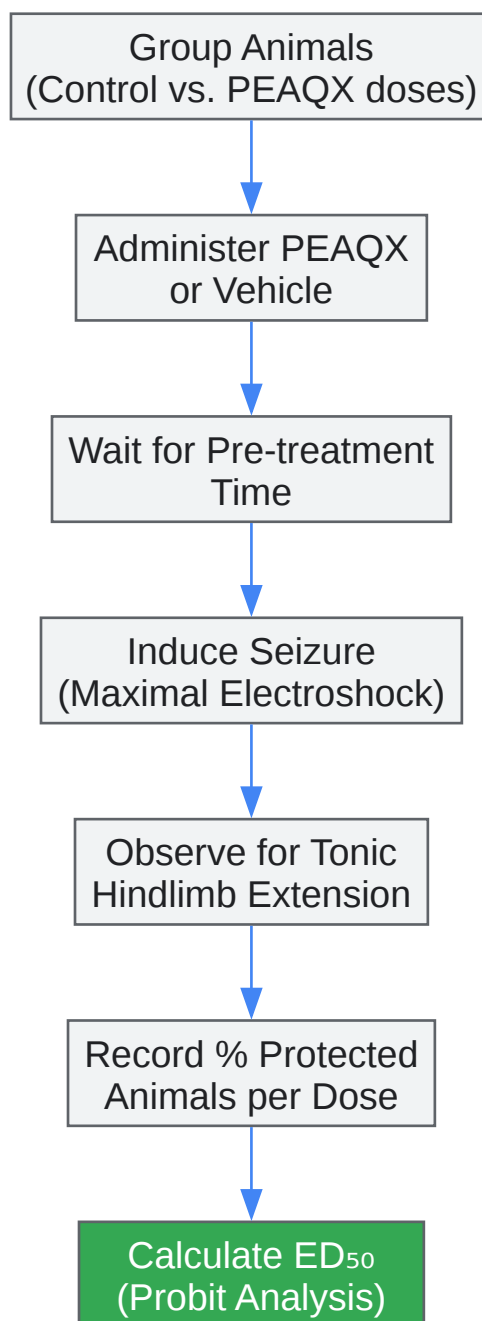 Group Animals
(Control vs. PEAQX doses)
Administer PEAQX
or Vehicle
Wait for Pre-treatment
Time
Induce Seizure
(Maximal Electroshock)
Observe for Tonic
Hindlimb Extension
Record % Protected
Animals per Dose
Calculate ED₅₀
(Probit Analysis)